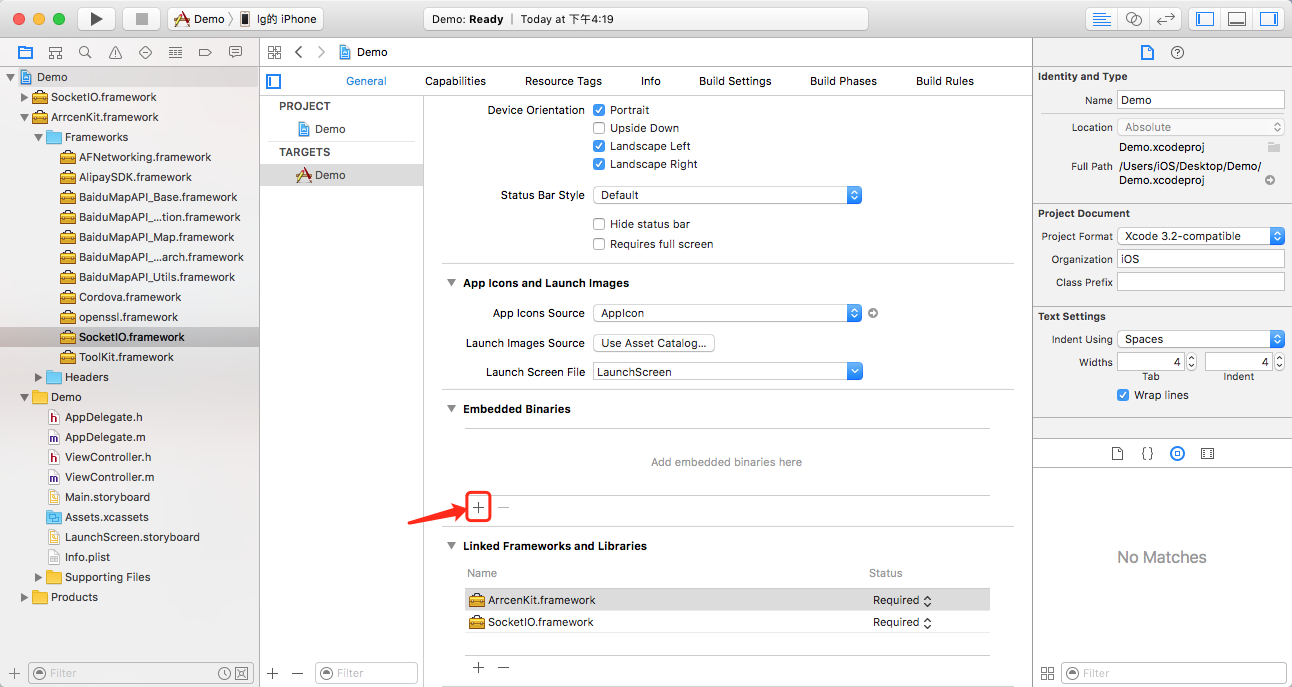 Demo
lg的 iPhone
Demo: Ready
Today at 下午4:19
Demo
SocketIO.framework
ArrcenKit.framework
Frameworks
AFNetworking.framework
AlipaySDK.framework
BaiduMapAPI_Base.framework
BaiduMapAPI_...tion.framework
BaiduMapAPI_Map.framework
BaiduMapAPI_...arch.framework
BaiduMapAPI_Utils.framework
Cordova.framework
openssl.framework
SocketIO.framework
ToolKit.framework
Headers
Demo
AppDelegate.h
AppDelegate.m
ViewController.h
ViewController.m
Main.storyboard
Assets.xcassets
LaunchScreen.storyboard
Info.plist
Supporting Files
Products
Filter
Demo
General
Capabilities
Resource Tags
Info
Build Settings
Build Phases
Build Rules
PROJECT
Demo
TARGETS
Demo
Filter
Device Orientation
Portrait
Upside Down
Landscape Left
Landscape Right
Status Bar Style
Default
Hide status bar
Requires full screen
App Icons and Launch Images
App Icons Source
AppIcon
Launch Images Source
Use Asset Catalog...
Launch Screen File
LaunchScreen
Embedded Binaries
Add embedded binaries here
Linked Frameworks and Libraries
Name
Status
ArrcenKit.framework
Required
SocketIO.framework
Required
Identity and Type
Name
Demo
Location
Absolute
Demo.xcodeproj
Full Path
/Users/iOS/Desktop/Demo/
Demo.xcodeproj
Project Document
Project Format
Xcode 3.2-compatible
Organization
iOS
Class Prefix
Text Settings
Indent Using
Spaces
Widths
4
4
Tab
Indent
Wrap lines
No Matches
Filter